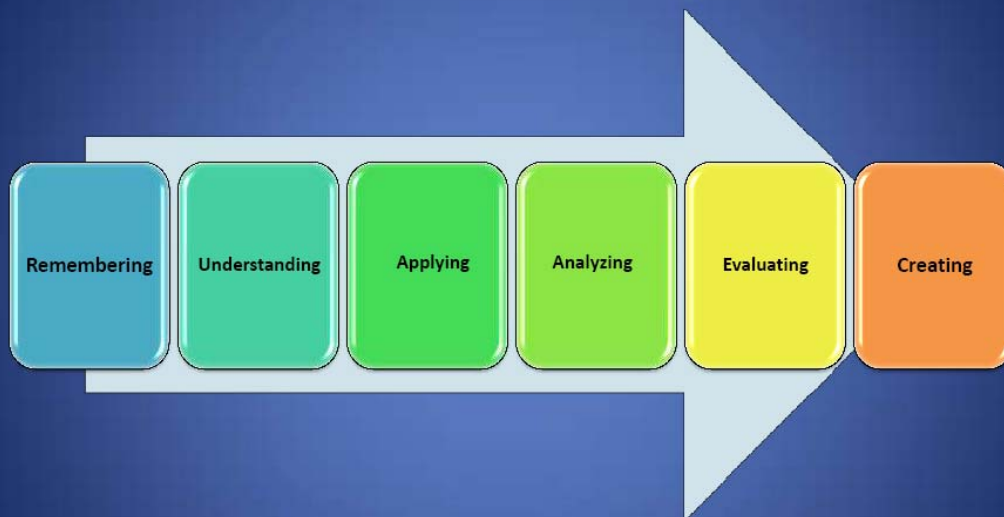 Remembering
Understanding
Applying
Analyzing
Evaluating
Creating